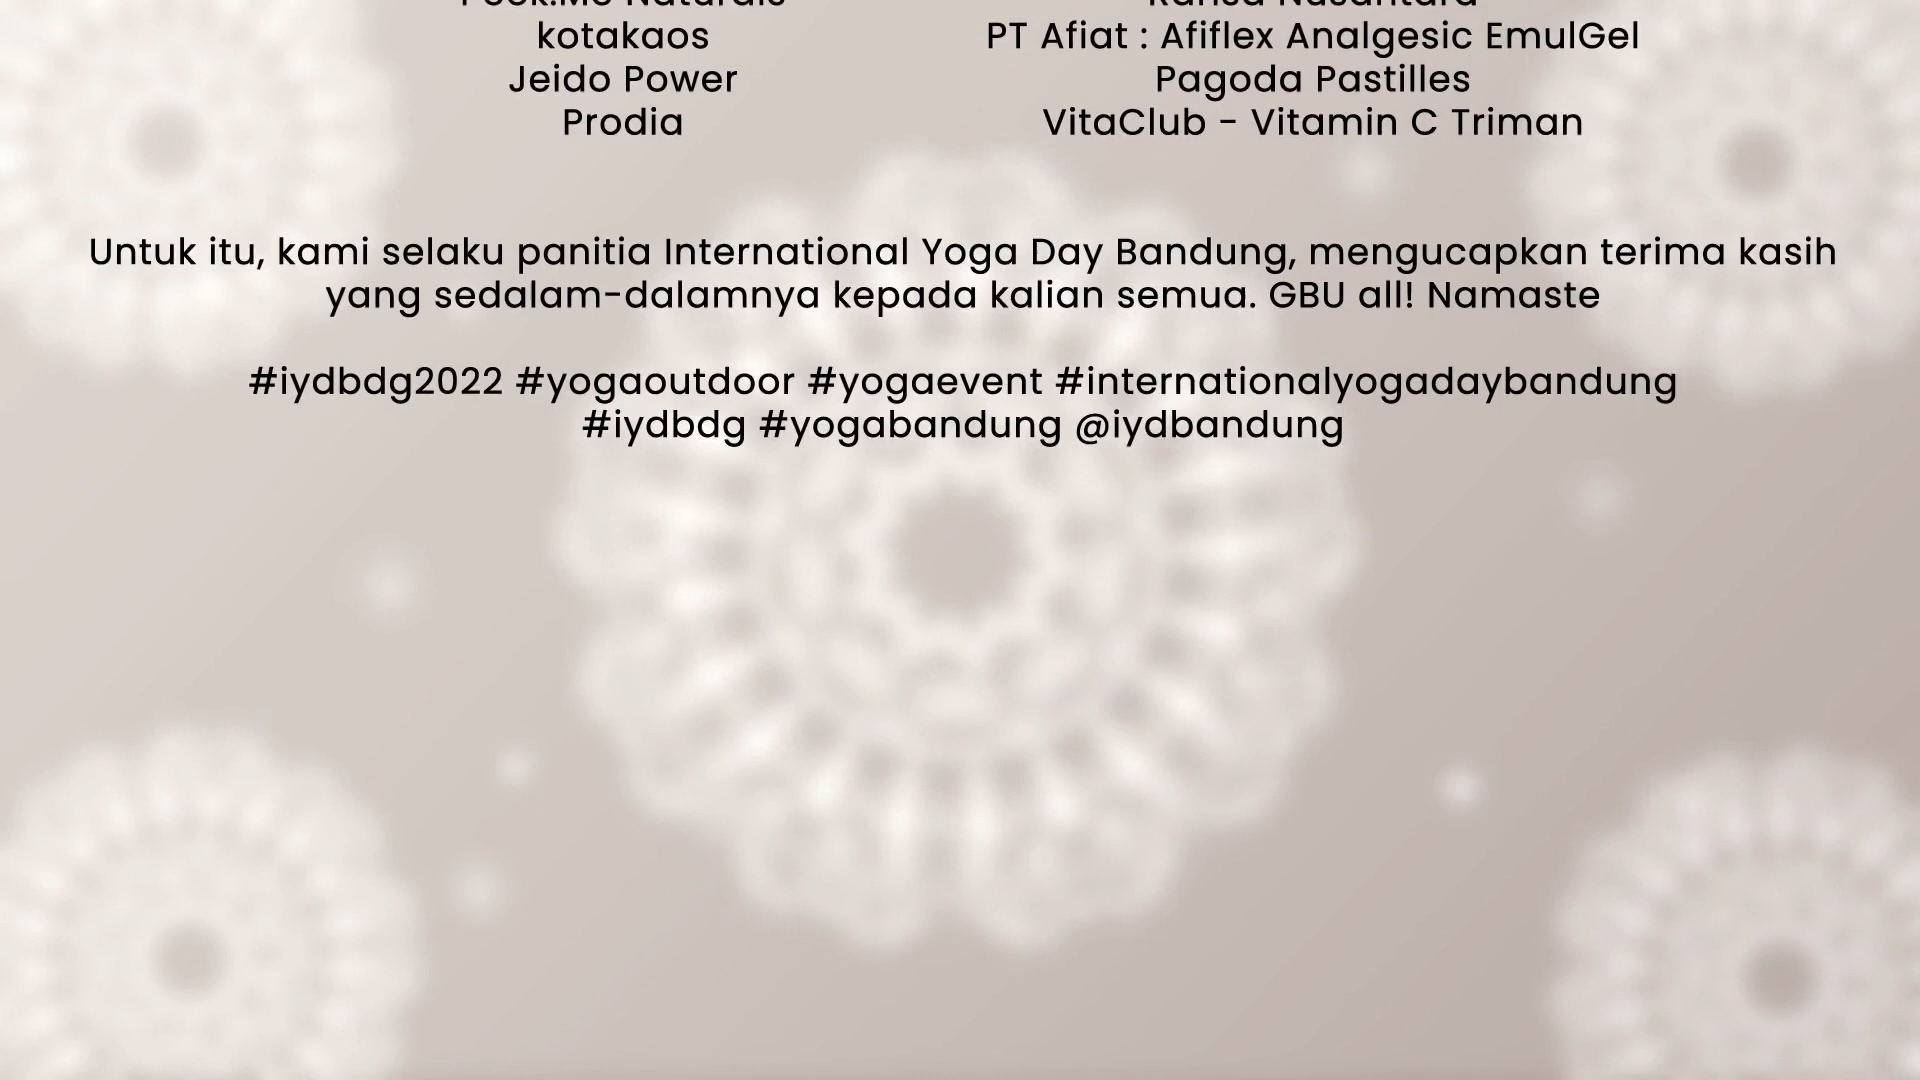 kotakaos
Jeido Power
Prodia
PT Afiat : Afiflex Analgesic EmulGel
Pagoda Pastilles
VitaClub - Vitamin C Triman
Untuk itu, kami selaku panitia International Yoga Day Bandung, mengucapkan terima kasih
yang sedalam-dalamnya kepada kalian semua. GBU all! Namaste
#iydbdg2022 #yogaoutdoor #yogaevent #internationalyogadaybandung
#iydbdg #yogabandung @iydbandung